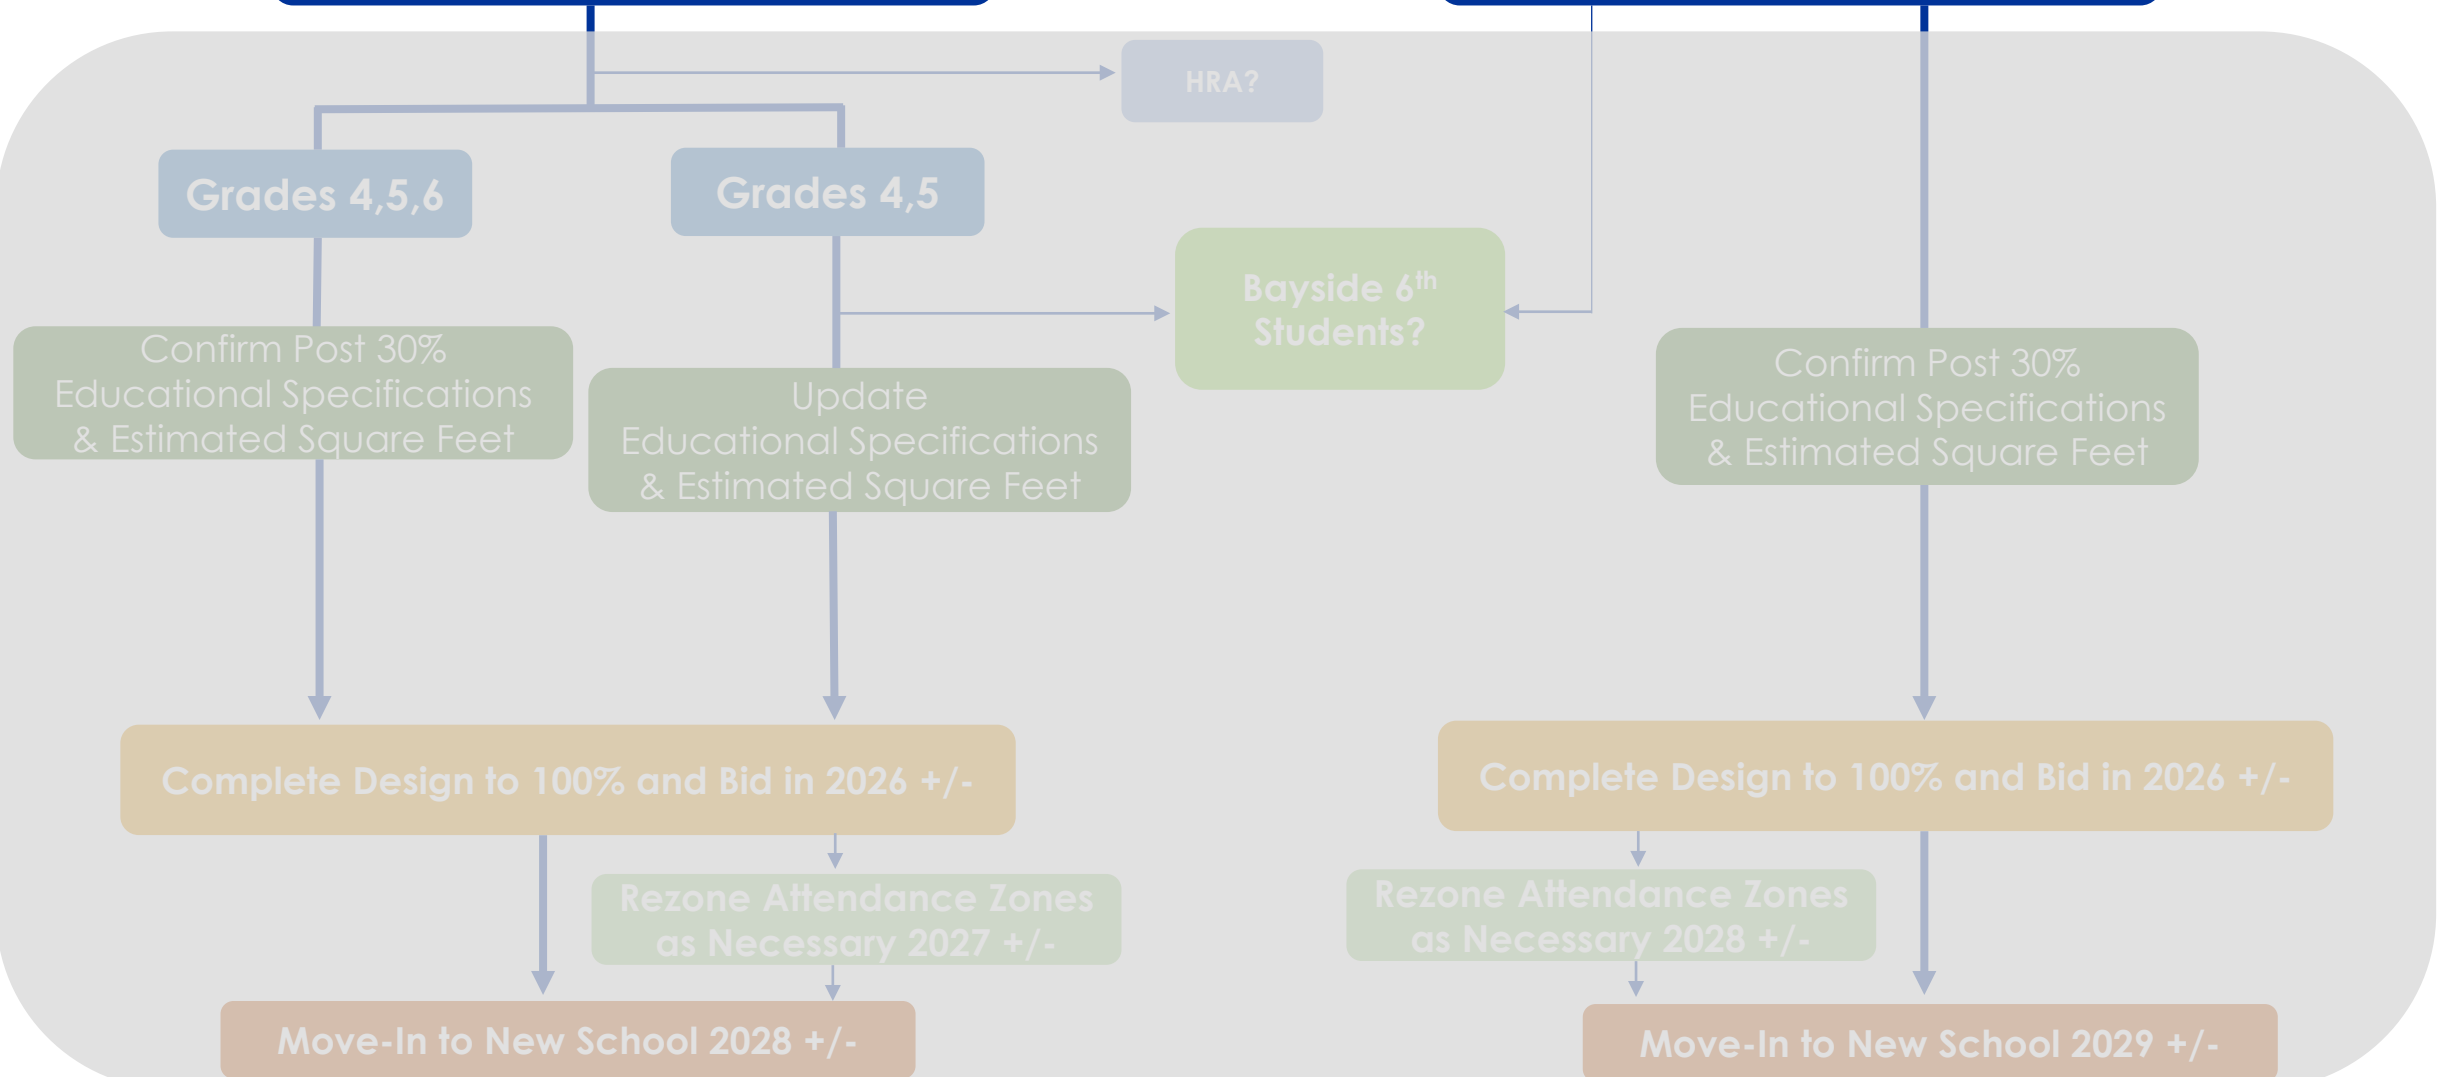 HRA?
Grades 4,5,6
Grades 4,5
Bayside 6th
Students?
Confirm Post 30%
Educational Specifications
& Estimated Square Feet
Update
Educational Specifications
& Estimated Square Feet
Confirm Post 30%
Educational Specifications
& Estimated Square Feet
Complete Design to 100% and Bid in 2026 +/-
Complete Design to 100% and Bid in 2026 +/-
Rezone Attendance Zones
as Necessary 2027 +/-
Rezone Attendance Zones
as Necessary 2028 +/-
Move-In to New School 2028 +/-
Move-In to New School 2029 +/-